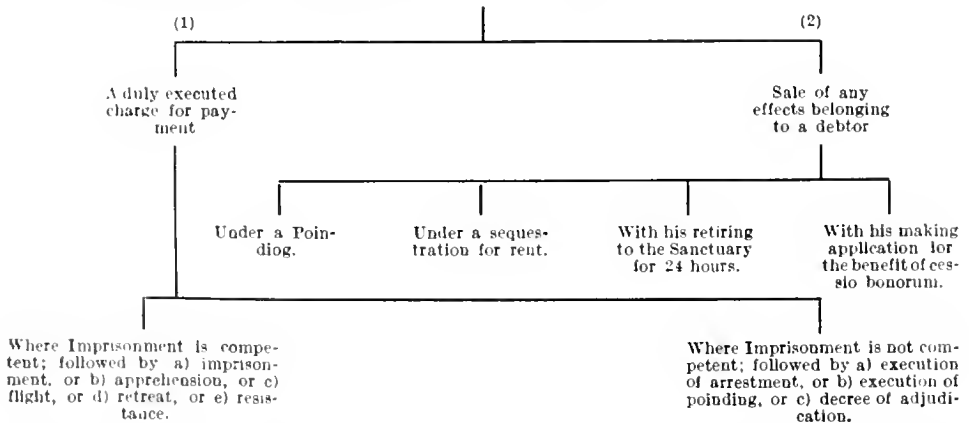 (1)
(2)
A duly executed
charge for pay-
ment
Sale of any
effects belonging
to a debtor
Under a Poin-
diog.
Under a seques-
tration for rent.
With his retiring
to the Sanctuary
for 24 hours.
With his making
application for
the benefit of ces-
sio bonorum.
Where Imprisonment is compe-
tent; followed by a) imprison-
ment, or b) apprehension, or c)
flight, or d) retreat, or e) resis-
tance.
Where Imprisonment is not com-
petent; followed by a) execution
of arrestment, or b) execution of
poinding, or c) decree of adjudi-
cation.